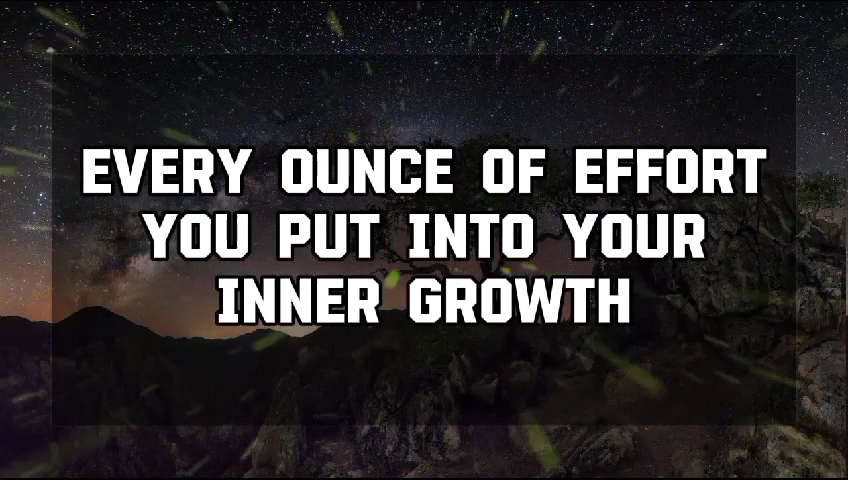 EVERY OUNCE OF EFFORT
YOU PUT INTO YOUR
INNER GROWTH